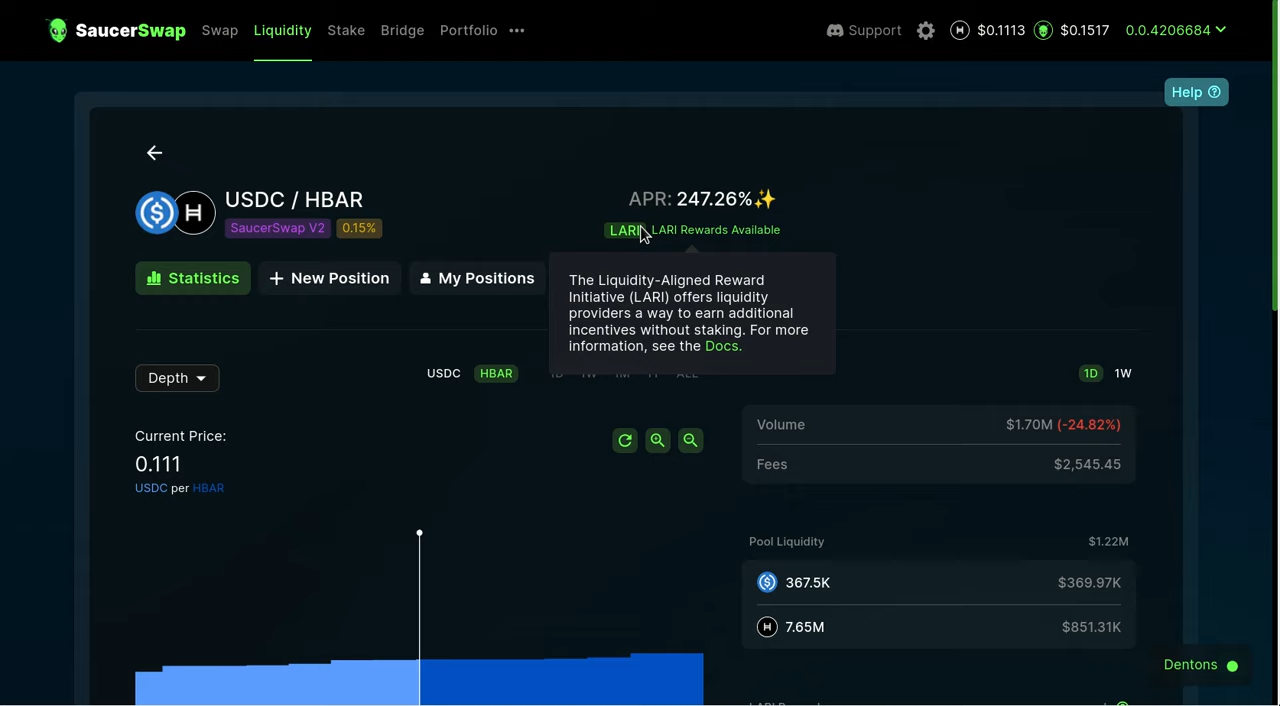 SaucerSwap Swap Liquidity Stake Bridge Portfolio ••• Support $0.1113 $0.1517 0.0.4206684
Help
USDC / HBAR
SaucerSwap V2 0.15%
APR: 247.26%✨
LARI LARI Rewards Available
Statistics + New Position My Positions
The Liquidity-Aligned Reward
Initiative (LARI) offers liquidity
providers a way to earn additional
incentives without staking. For more
information, see the Docs.
Depth USDC HBAR 1D 1W
Current Price:
0.111
USDC per HBAR
Volume $1.70M (-24.82%)
Fees $2,545.45
Pool Liquidity $1.22M
367.5K $369.97K
7.65M $851.31K
Dentons